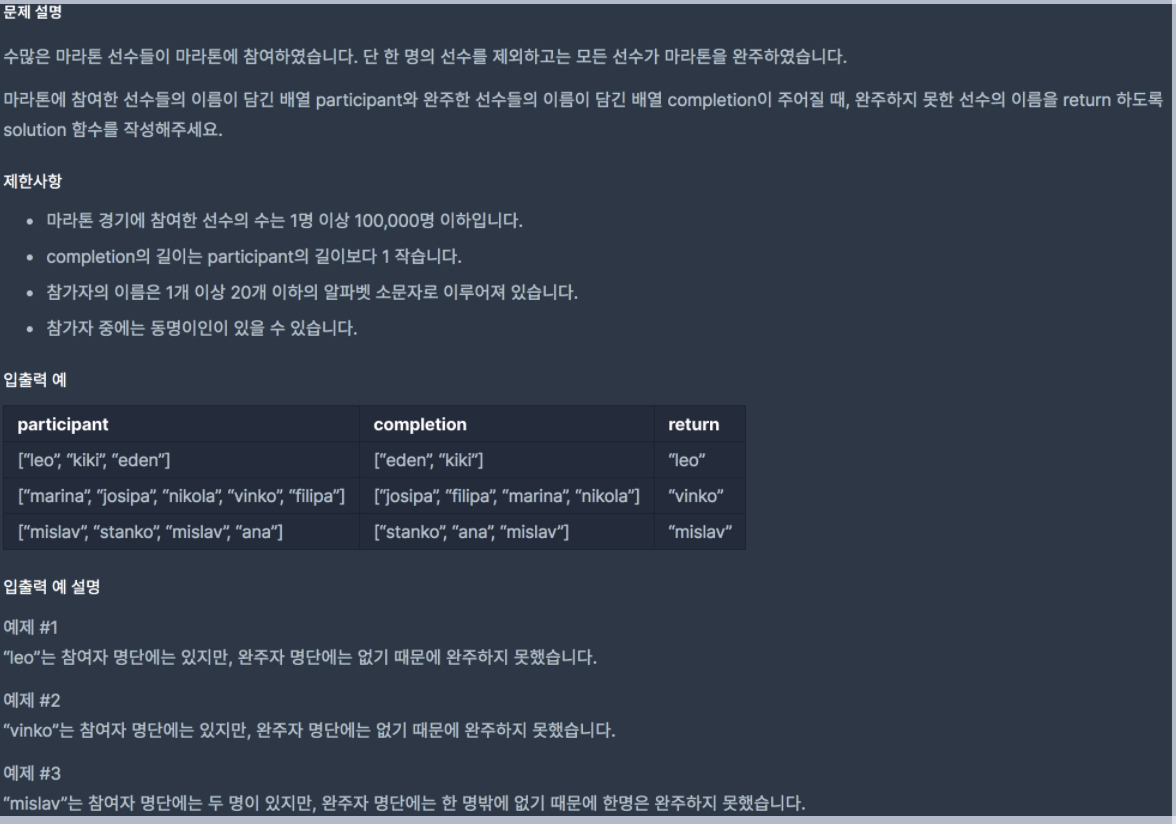 문제 설명
수많은 마라톤 선수들이 마라톤에 참여하였습니다. 단 한 명의 선수를 제외하고는 모든 선수가 마라톤을 완주하였습니다.
마라톤에 참여한 선수들의 이름이 담긴 배열 participant와 완주한 선수들의 이름이 담긴 배열 completion이 주어질 때, 완주하지 못한 선수의 이름을 return 하도록
solution 함수를 작성해주세요.
제한사항
• 마라톤 경기에 참여한 선수의 수는 1명 이상 100,000명 이하입니다.
• completion의 길이는 participant의 길이보다 1 작습니다.
• 참가자의 이름은 1개 이상 20개 이하의 알파벳 소문자로 이루어져 있습니다.
• 참가자 중에는 동명이인이 있을 수 있습니다.
입출력 예
participant completion return
[“leo”, “kiki”, “eden”] [“eden”, “kiki”] “leo”
[“marina”, “josipa”, “nikola”, “vinko”, “filipa”] [“josipa”, “filipa”, “marina”, “nikola”] “vinko”
[“mislav”, “stanko”, “mislav”, “ana”] [“stanko”, “ana”, “mislav”] “mislav”
입출력 예 설명
예제 #1
“leo”는 참여자 명단에는 있지만, 완주자 명단에는 없기 때문에 완주하지 못했습니다.
예제 #2
“vinko”는 참여자 명단에는 있지만, 완주자 명단에는 없기 때문에 완주하지 못했습니다.
예제 #3
“mislav”는 참여자 명단에는 두 명이 있지만, 완주자 명단에는 한 명밖에 없기 때문에 한명은 완주하지 못했습니다.